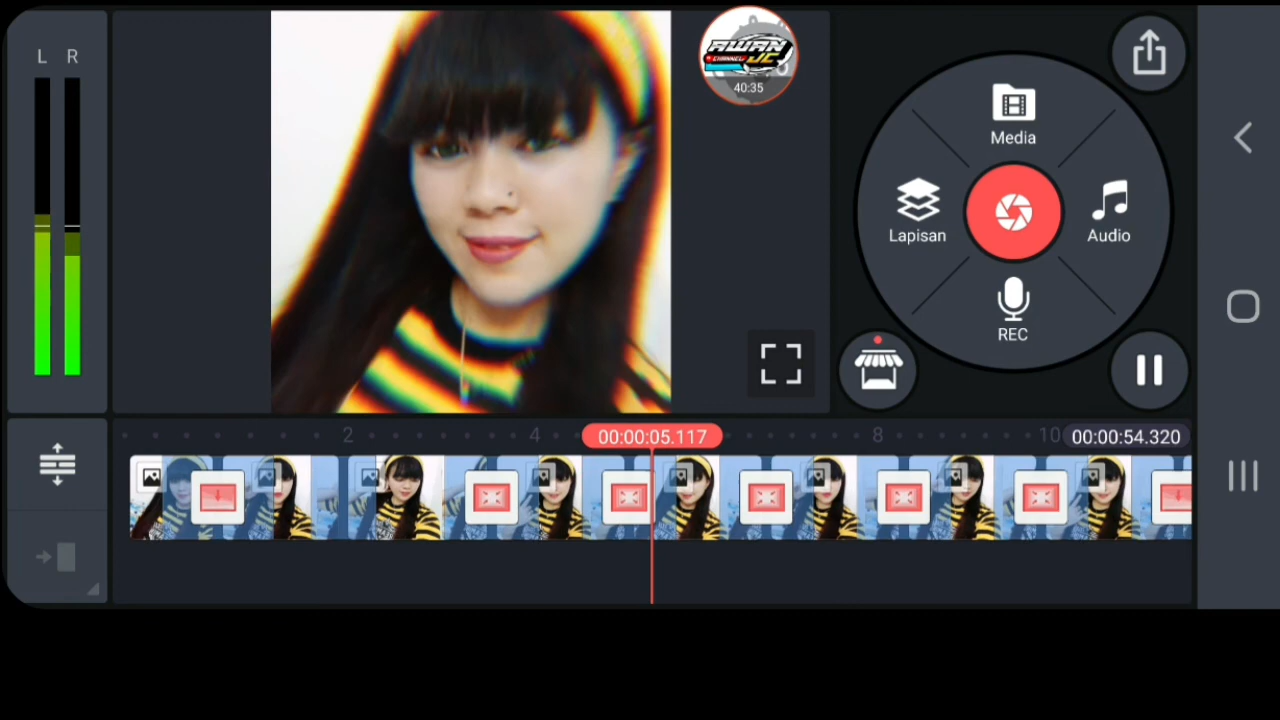 L R
AWAN
CHANNEL JC
40:35
Media
Lapisan
Audio
REC
2
4
00:00:05.117
8
10
00:00:54.320